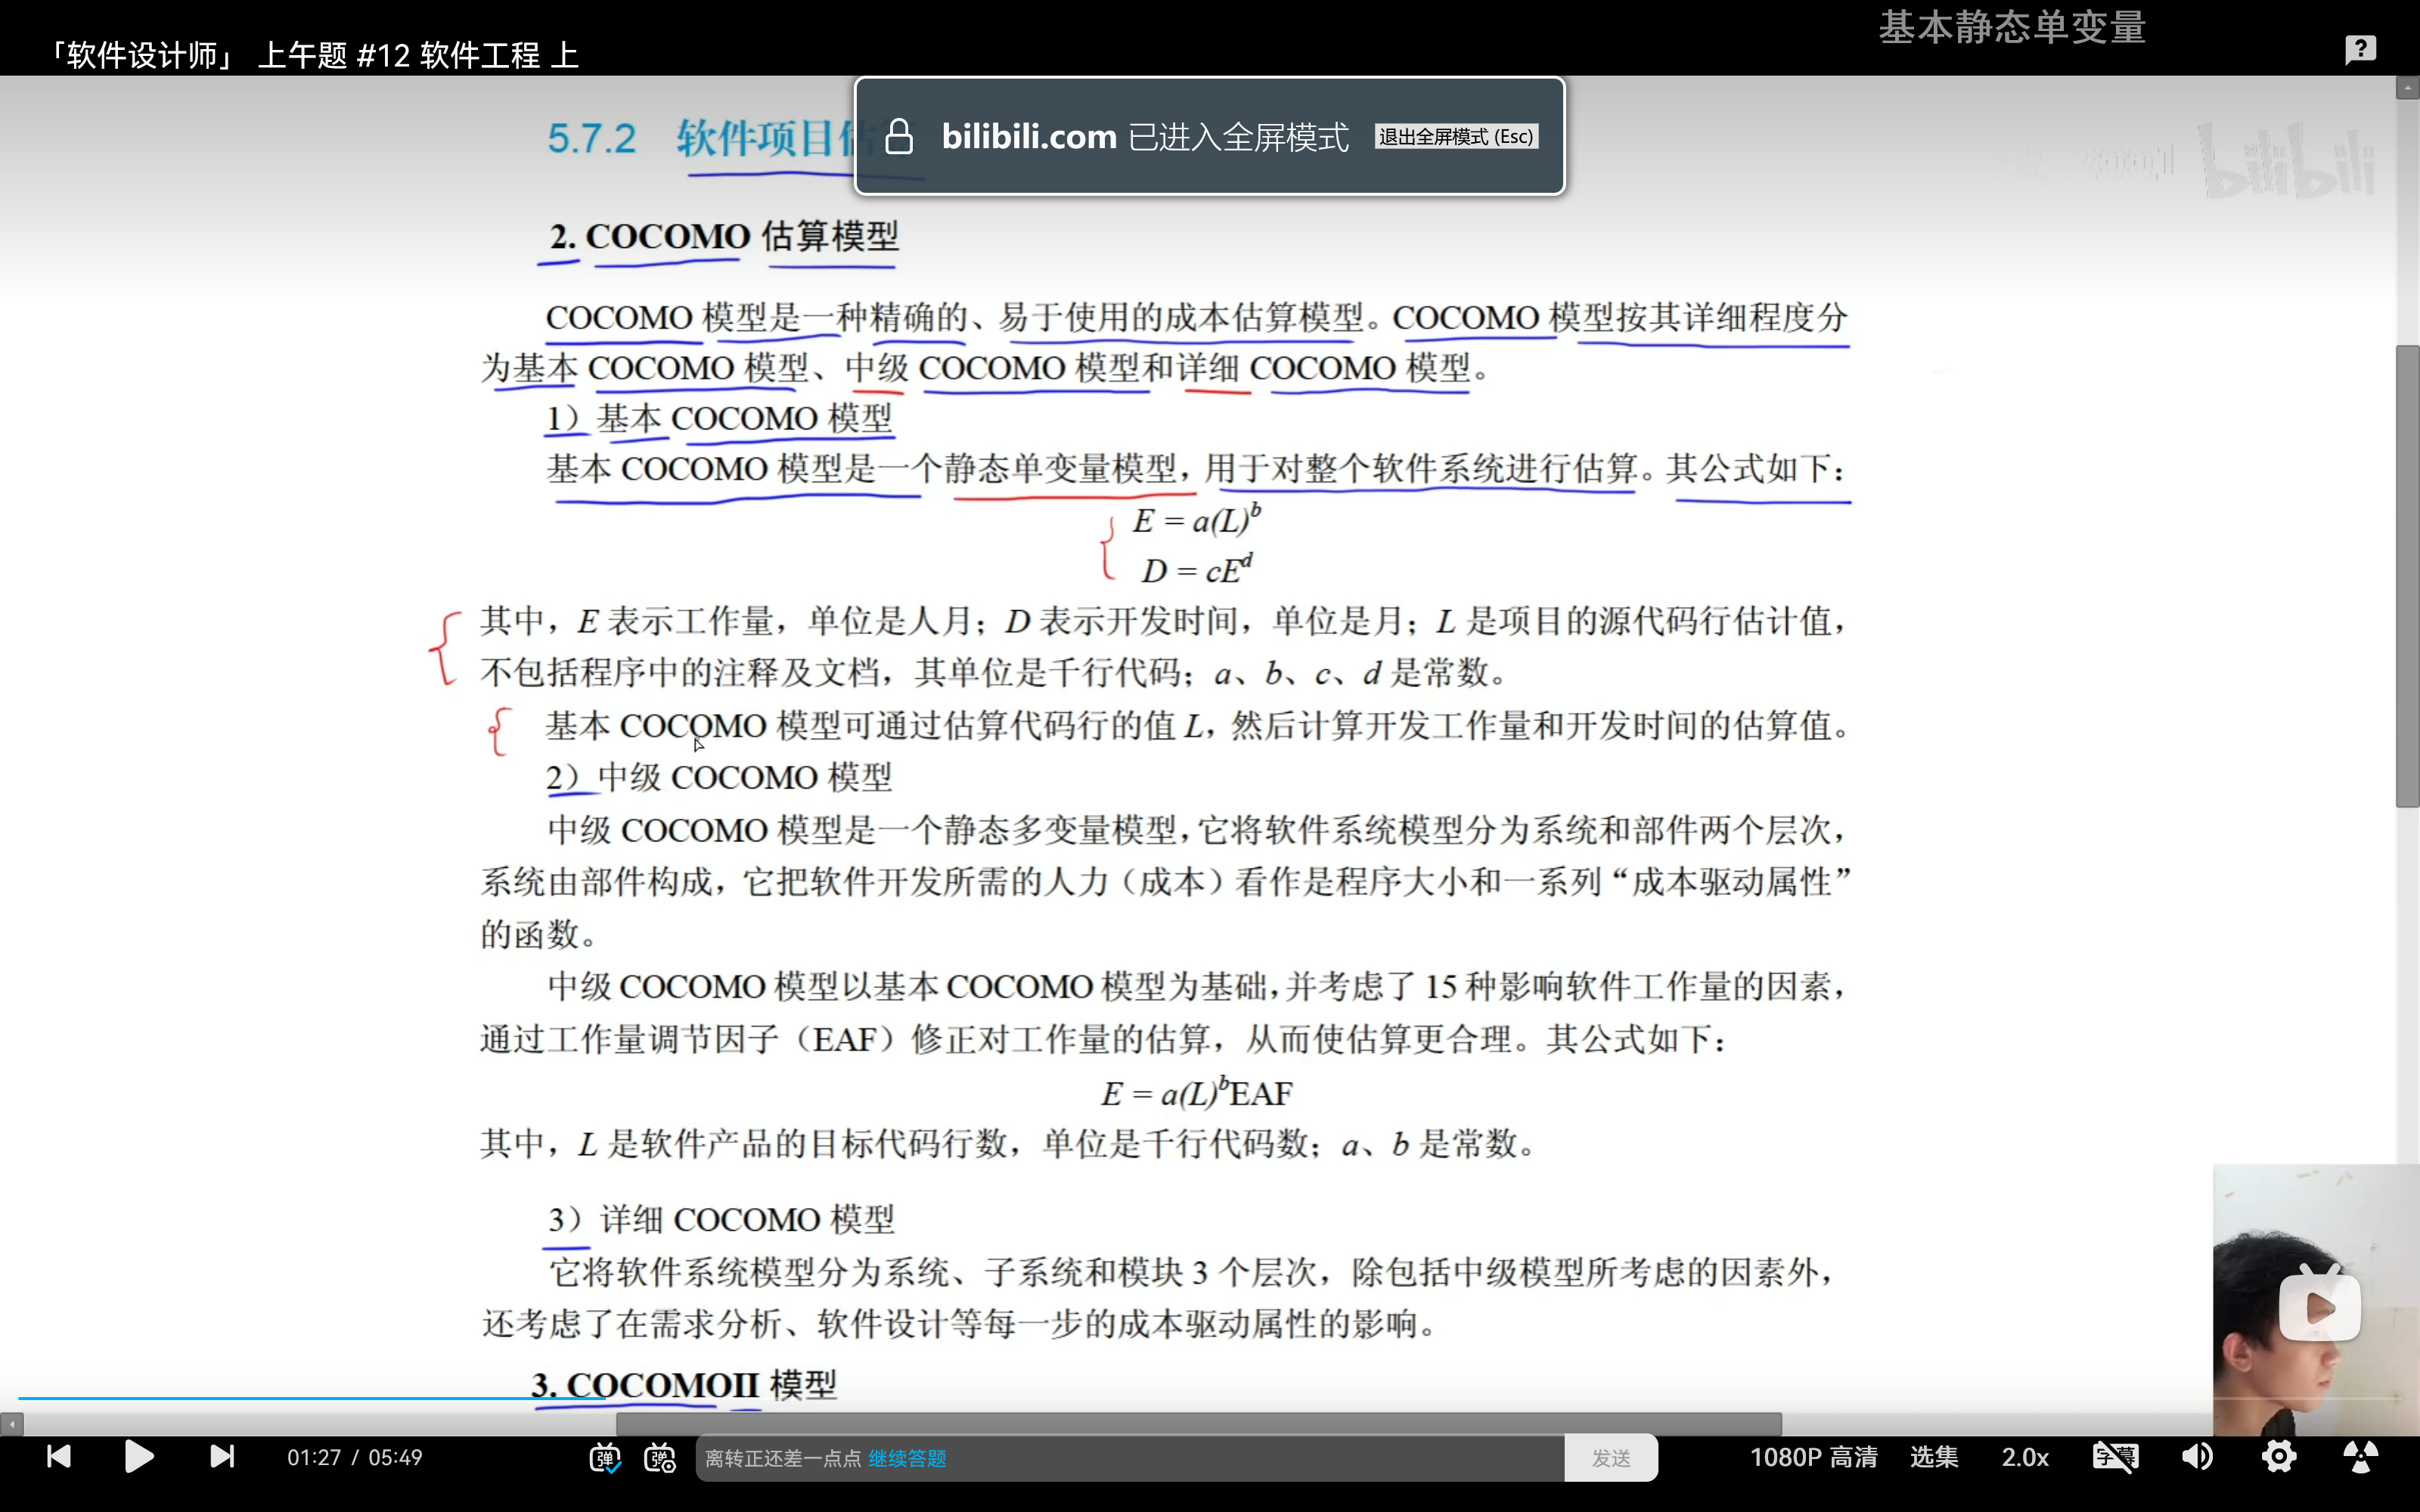 「软件设计师」 上午题 #12 软件工程 上
基本静态单变量
bilibili.com 已进入全屏模式 退出全屏模式 (Esc)
5.7.2 软件项目估
bilibili
2. COCOMO 估算模型
COCOMO 模型是一种精确的、易于使用的成本估算模型。COCOMO 模型按其详细程度分
为基本 COCOMO 模型、中级 COCOMO 模型和详细 COCOMO 模型。
1）基本 COCOMO 模型
基本 COCOMO 模型是一个静态单变量模型，用于对整个软件系统进行估算。其公式如下：
E = a(L)^b
D = cE^d
其中，E 表示工作量，单位是人月；D 表示开发时间，单位是月；L 是项目的源代码行估计值，
不包括程序中的注释及文档，其单位是千行代码；a、b、c、d 是常数。
基本 COCOMO 模型可通过估算代码行的值 L，然后计算开发工作量和开发时间的估算值。
2）中级 COCOMO 模型
中级 COCOMO 模型是一个静态多变量模型，它将软件系统模型分为系统和部件两个层次，
系统由部件构成，它把软件开发所需的人力（成本）看作是程序大小和一系列“成本驱动属性”
的函数。
中级 COCOMO 模型以基本 COCOMO 模型为基础，并考虑了 15 种影响软件工作量的因素，
通过工作量调节因子（EAF）修正对工作量的估算，从而使估算更合理。其公式如下：
E = a(L)^bEAF
其中，L 是软件产品的目标代码行数，单位是千行代码数；a、b 是常数。
3）详细 COCOMO 模型
它将软件系统模型分为系统、子系统和模块 3 个层次，除包括中级模型所考虑的因素外，
还考虑了在需求分析、软件设计等每一步的成本驱动属性的影响。
3. COCOMOII 模型
01:27 / 05:49 弹 弹 离转正还差一点点 继续答题 发送 1080P 高清 选集 2.0x 字幕